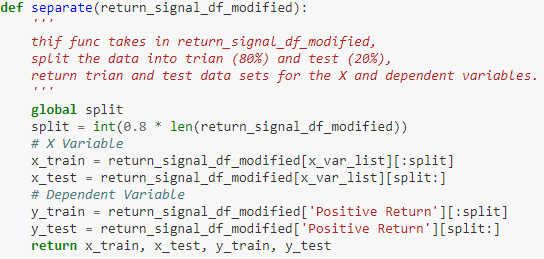 def separate(return_signal_df_modified):
'''
thif func takes in return_signal_df_modified,
split the data into trian (80%) and test (20%),
return trian and test data sets for the X and dependent variables.
'''
global split
split = int(0.8 * len(return_signal_df_modified))
# X Variable
x_train = return_signal_df_modified[x_var_list][:split]
x_test = return_signal_df_modified[x_var_list][split:]
# Dependent Variable
y_train = return_signal_df_modified['Positive Return'][:split]
y_test = return_signal_df_modified['Positive Return'][split:]
return x_train, x_test, y_train, y_test